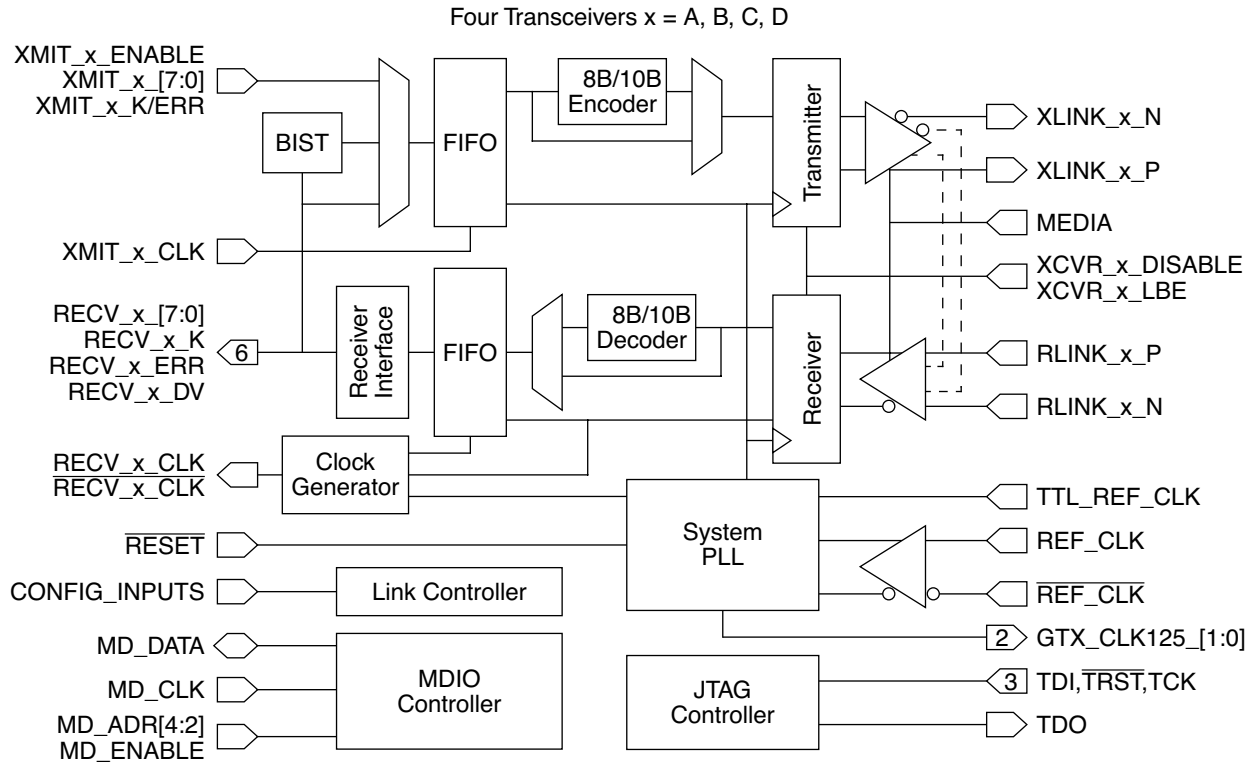 Four Transceivers x = A, B, C, D
XMIT_x_ENABLE
XMIT_x_[7:0]
XMIT_x_K/ERR
BIST
FIFO
8B/10B
Encoder
Transmitter
XLINK_x_N
XLINK_x_P
MEDIA
XMIT_x_CLK
XCVR_x_DISABLE
XCVR_x_LBE
RECV_x_[7:0]
RECV_x_K
RECV_x_ERR
RECV_x_DV
6
Receiver
Interface
FIFO
8B/10B
Decoder
Receiver
RLINK_x_P
RLINK_x_N
RECV_x_CLK
RECV_x_CLK
Clock
Generator
System
PLL
TTL_REF_CLK
RESET
REF_CLK
CONFIG_INPUTS
Link Controller
REF_CLK
MD_DATA
MD_CLK
MD_ADR[4:2]
MD_ENABLE
MDIO
Controller
2
GTX_CLK125_[1:0]
JTAG
Controller
3
TDI,TRST,TCK
TDO